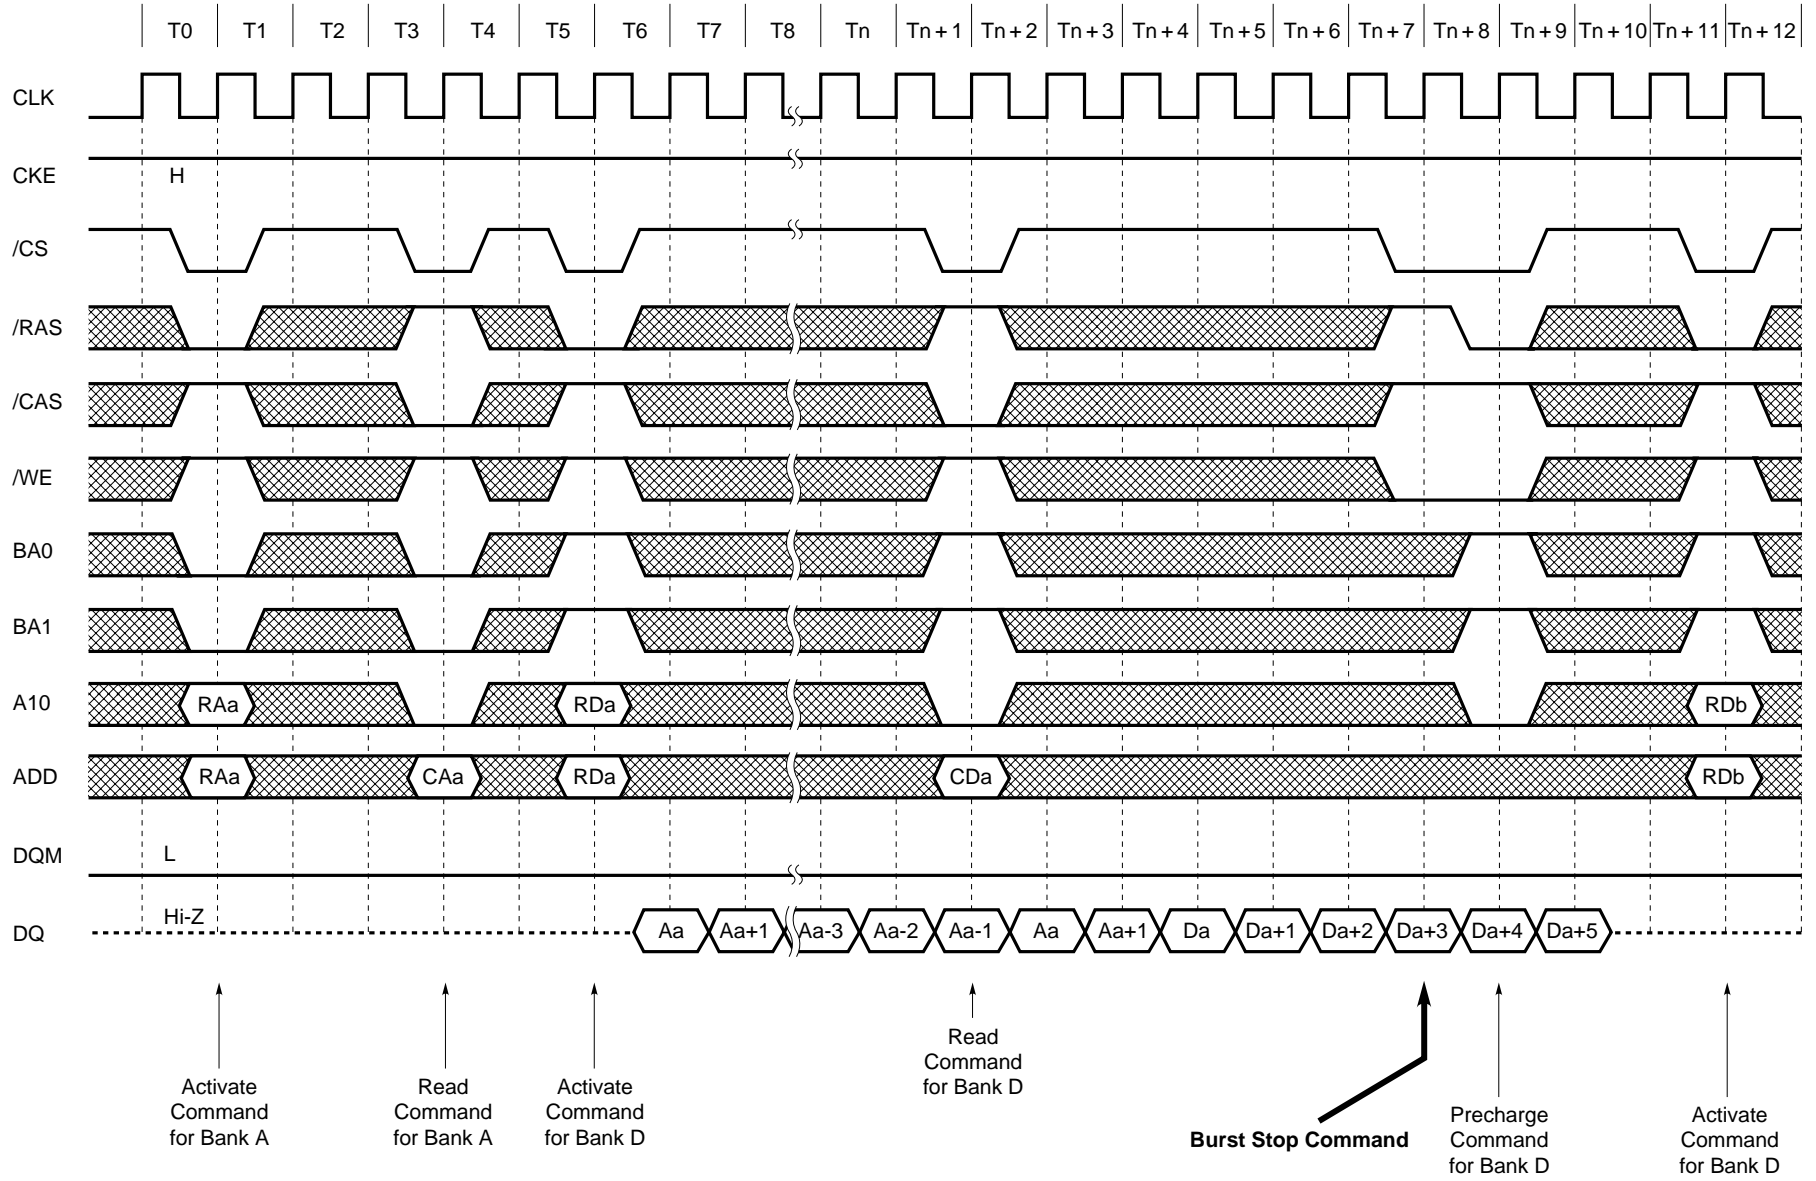 T0 T1 T2 T3 T4 T5 T6 T7 T8 Tn Tn + 1 Tn + 2 Tn + 3 Tn + 4 Tn + 5 Tn + 6 Tn + 7 Tn + 8 Tn + 9 Tn + 10 Tn + 11 Tn + 12
CLK
CKE H
/CS
/RAS
/CAS
/WE
BA0
BA1
A10 RAa RDa RDb
ADD RAa CAa RDa CDa RDb
DQM L
Hi-Z
DQ Aa Aa+1 Aa-3 Aa-2 Aa-1 Aa Aa+1 Da Da+1 Da+2 Da+3 Da+4 Da+5
Activate
Command
for Bank A
Read
Command
for Bank A
Activate
Command
for Bank D
Read
Command
for Bank D
Burst Stop Command
Precharge
Command
for Bank D
Activate
Command
for Bank D